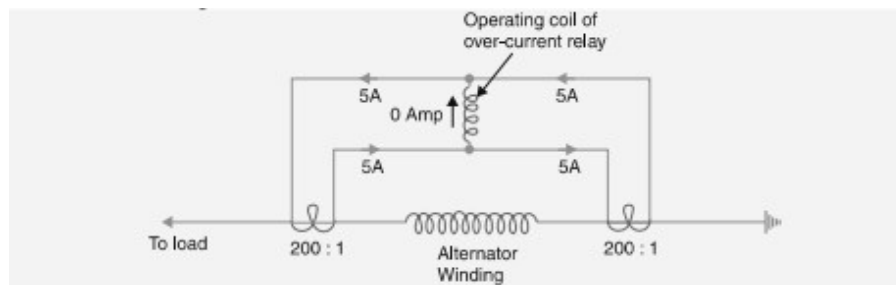 Operating coil of
over-current relay
5A
5A
0 Amp
5A
5A
To load
200 : 1
Alternator
Winding
200 : 1